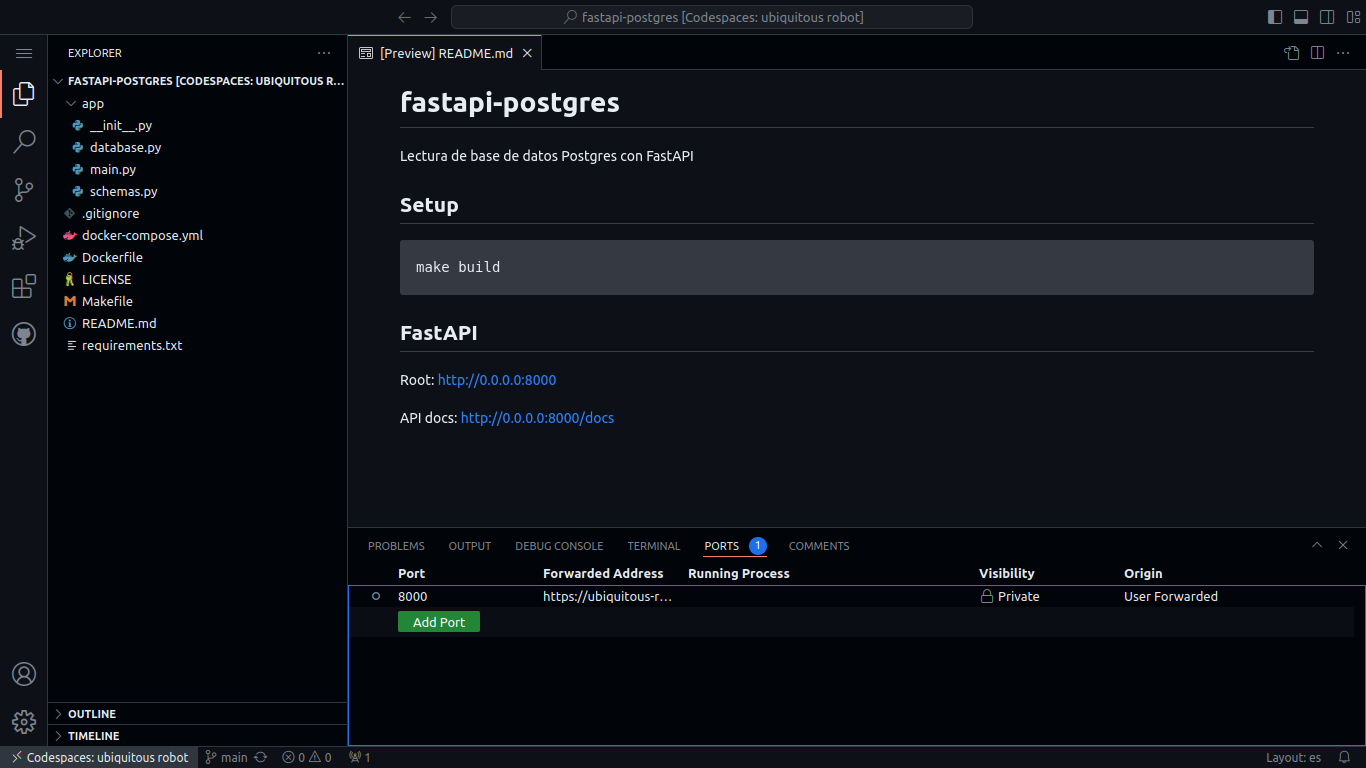 fastapi-postgres [Codespaces: ubiquitous robot]
EXPLORER
FASTAPI-POSTGRES [CODESPACES: UBIQUITOUS R...
app
__init__.py
database.py
main.py
schemas.py
.gitignore
docker-compose.yml
Dockerfile
LICENSE
Makefile
README.md
requirements.txt
OUTLINE
TIMELINE
[Preview] README.md
fastapi-postgres
Lectura de base de datos Postgres con FastAPI
Setup
make build
FastAPI
Root: http://0.0.0.0:8000
API docs: http://0.0.0.0:8000/docs
PROBLEMS OUTPUT DEBUG CONSOLE TERMINAL PORTS 1 COMMENTS
Port Forwarded Address Running Process Visibility Origin
8000 https://ubiquitous-r... Private User Forwarded
Add Port
Codespaces: ubiquitous robot main 0 0 1 Layout: es